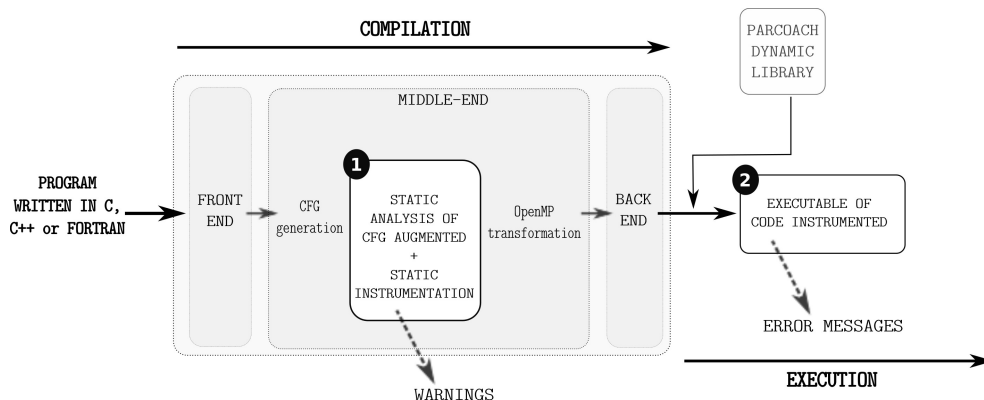 COMPILATION
PARCOACH
DYNAMIC
LIBRARY
MIDDLE-END
PROGRAM
WRITTEN IN C,
C++ or FORTRAN
FRONT
END
CFG
generation
1
STATIC
ANALYSIS OF
CFG AUGMENTED
+
STATIC
INSTRUMENTATION
OpenMP
transformation
BACK
END
2
EXECUTABLE OF
CODE INSTRUMENTED
ERROR MESSAGES
WARNINGS
EXECUTION